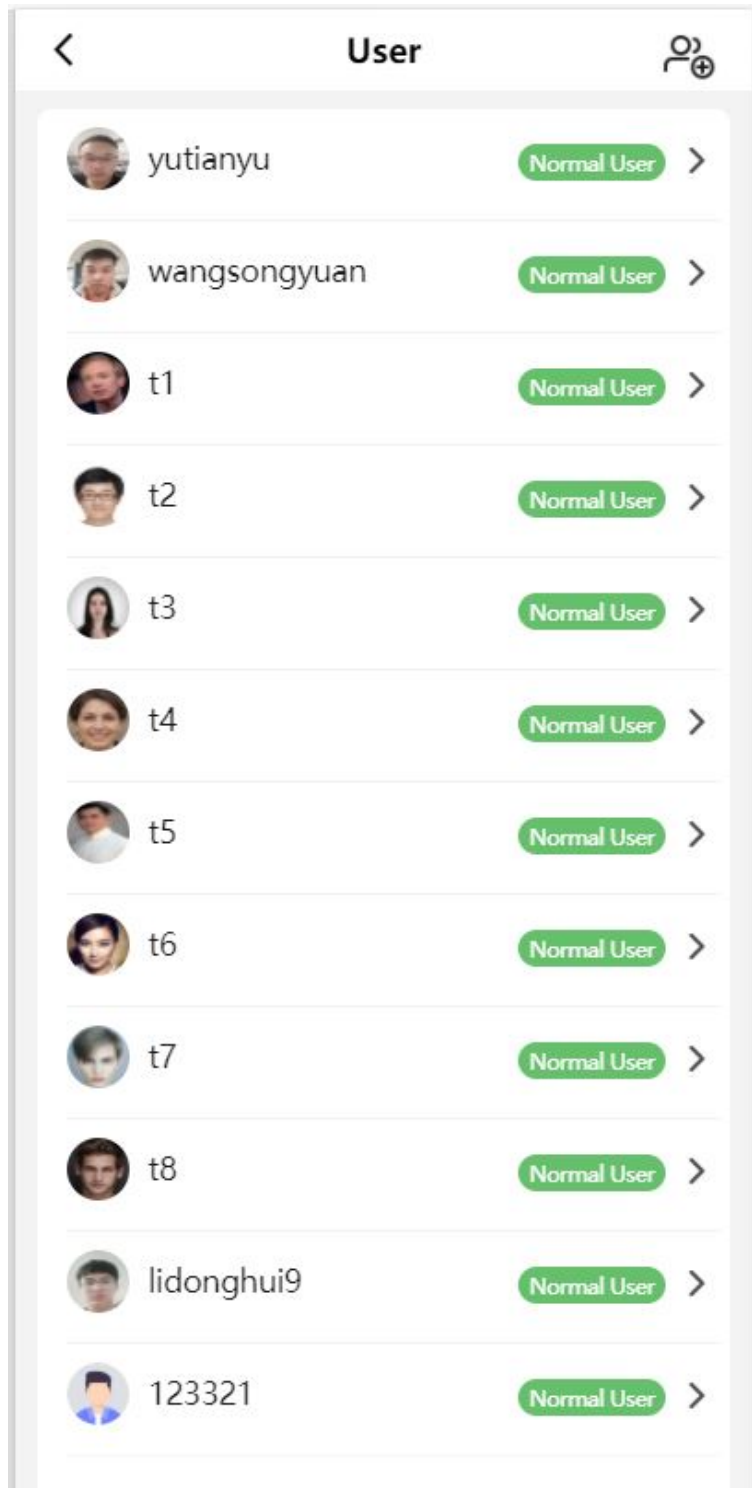 User
yutianyu Normal User
wangsongyuan Normal User
t1 Normal User
t2 Normal User
t3 Normal User
t4 Normal User
t5 Normal User
t6 Normal User
t7 Normal User
t8 Normal User
lidonghui9 Normal User
123321 Normal User